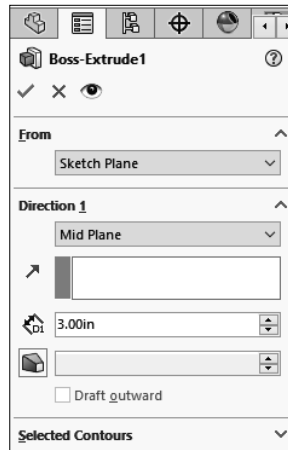 Boss-Extrude1
From
Sketch Plane
Direction 1
Mid Plane
D1
3.00in
Draft outward
Selected Contours